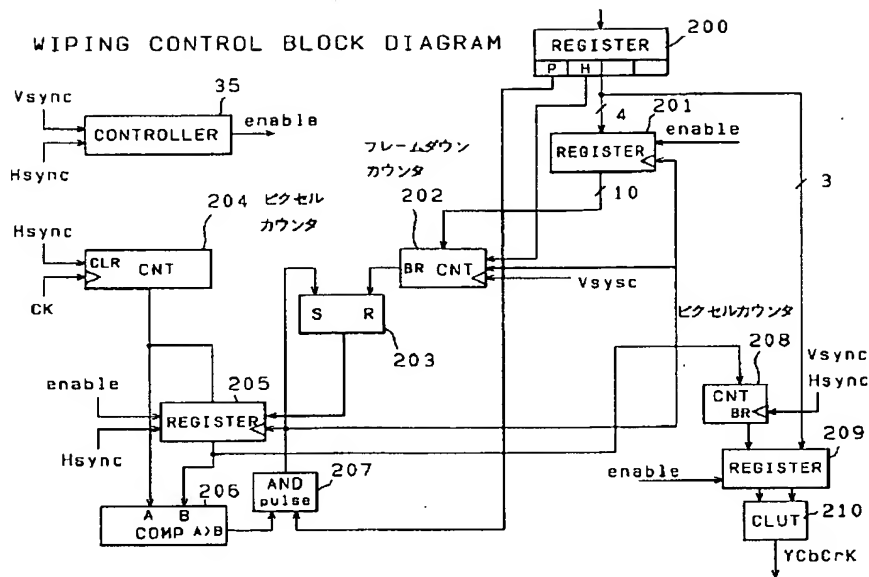 WIPING CONTROL BLOCK DIAGRAM
200
REGISTER
P H
Vsync
35
CONTROLLER
enable
Hsync
4
201
REGISTER
enable
フレームダウン
カウンタ
10
3
204
ピクセル
カウンタ
202
Hsync
CLR CNT
CK
BR CNT
Vsysc
S R
203
ピクセルカウンタ
208
Vsync
Hsync
CNT
BR
enable
205
REGISTER
Hsync
207
AND
pulse
206
A B
COMP A>B
209
enable
REGISTER
CLUT
210
YCbCrK